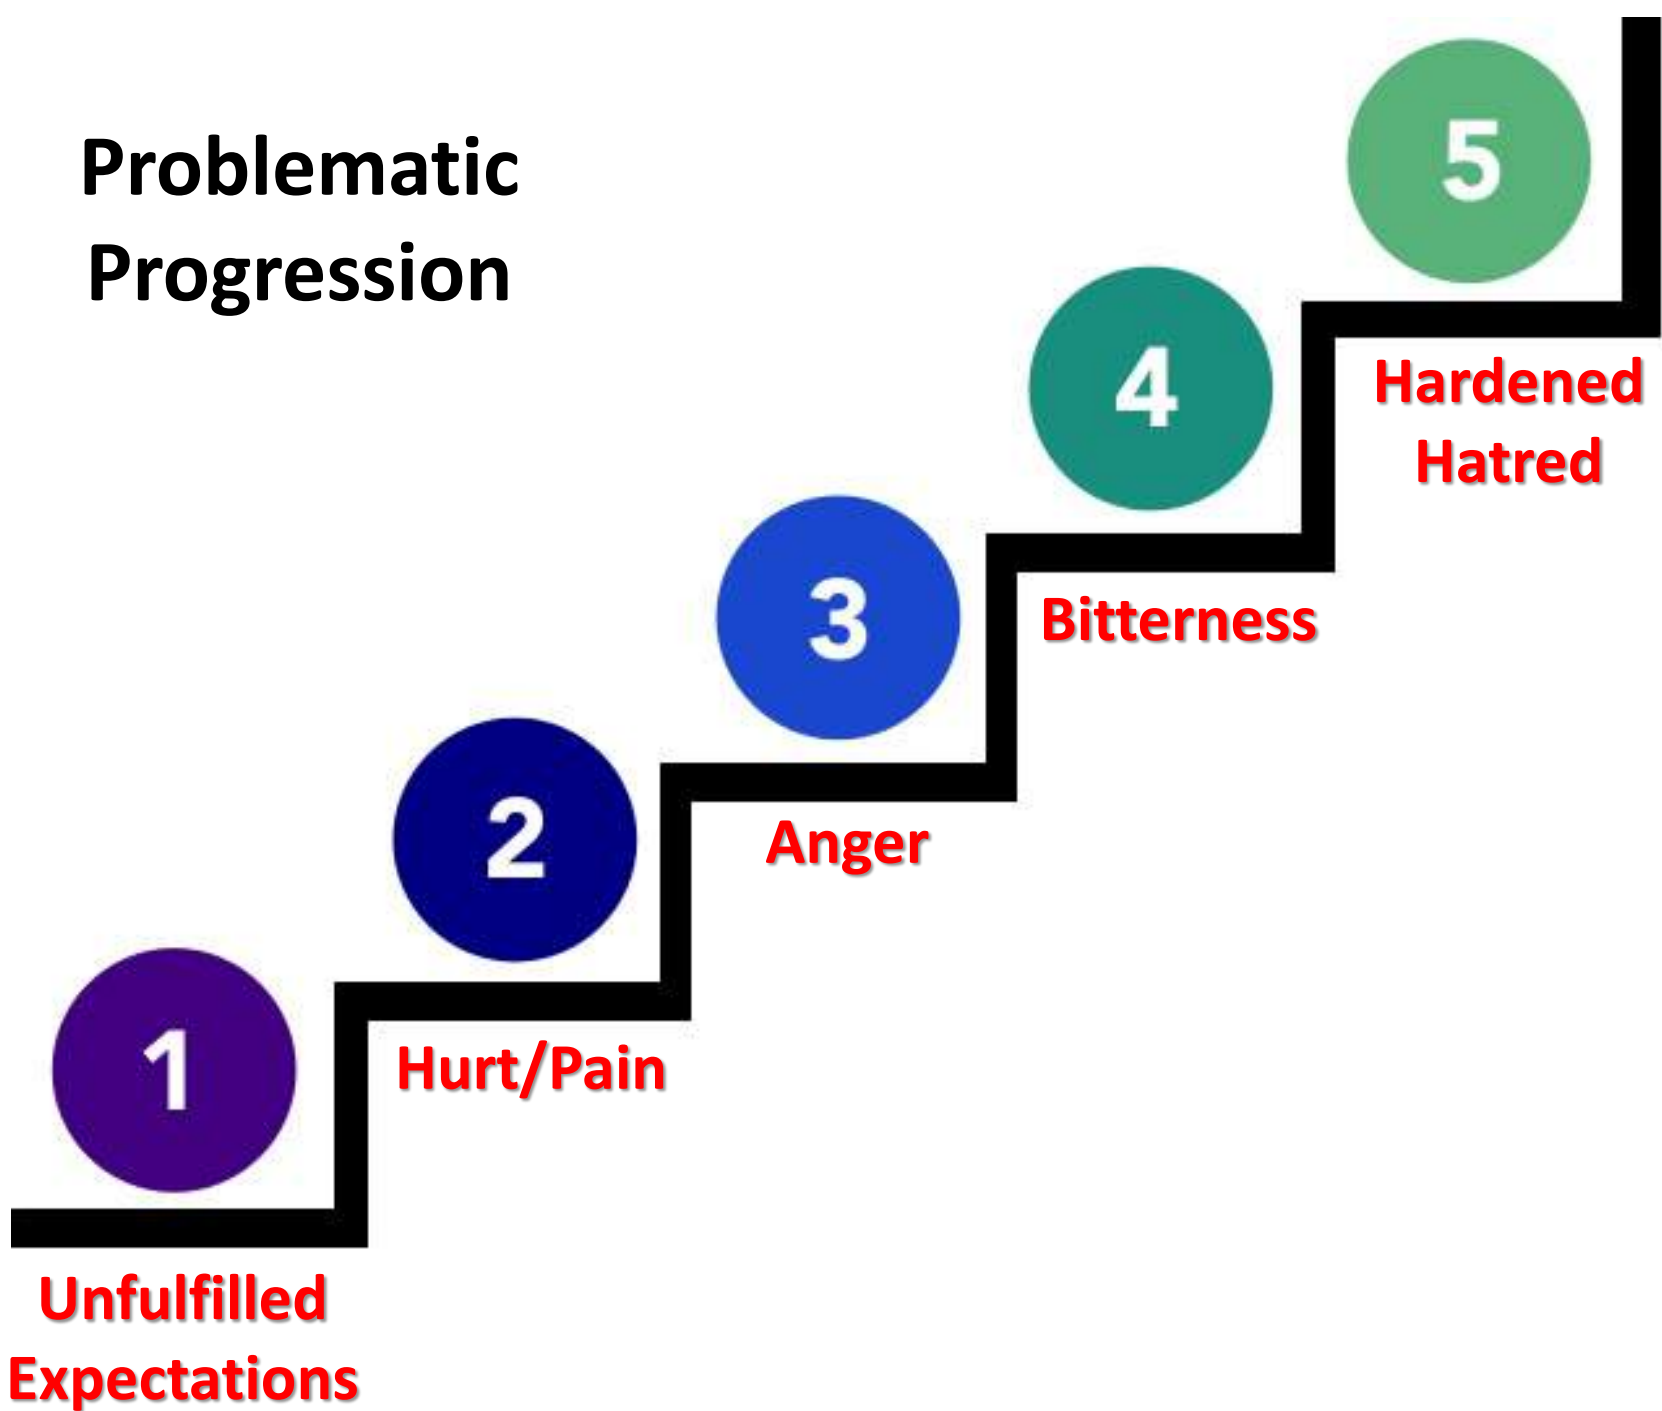 Problematic
Progression
1
Unfulfilled
Expectations
2
Hurt/Pain
3
Anger
4
Bitterness
5
Hardened
Hatred